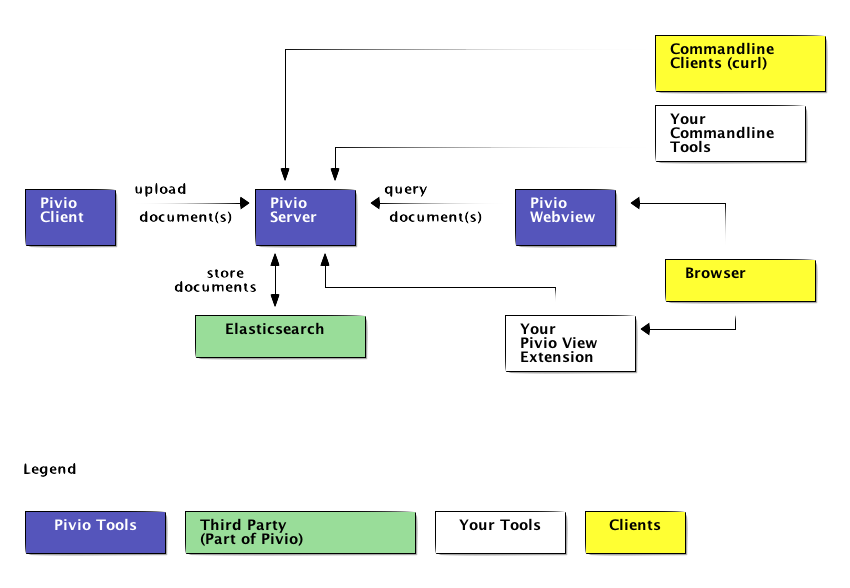 Commandline
Clients (curl)
Your
Commandline
Tools
Pivio
Client
upload
document(s)
Pivio
Server
query
document(s)
Pivio
Webview
store
documents
Browser
Elasticsearch
Your
Pivio View
Extension
Legend
Pivio Tools
Third Party
(Part of Pivio)
Your Tools
Clients